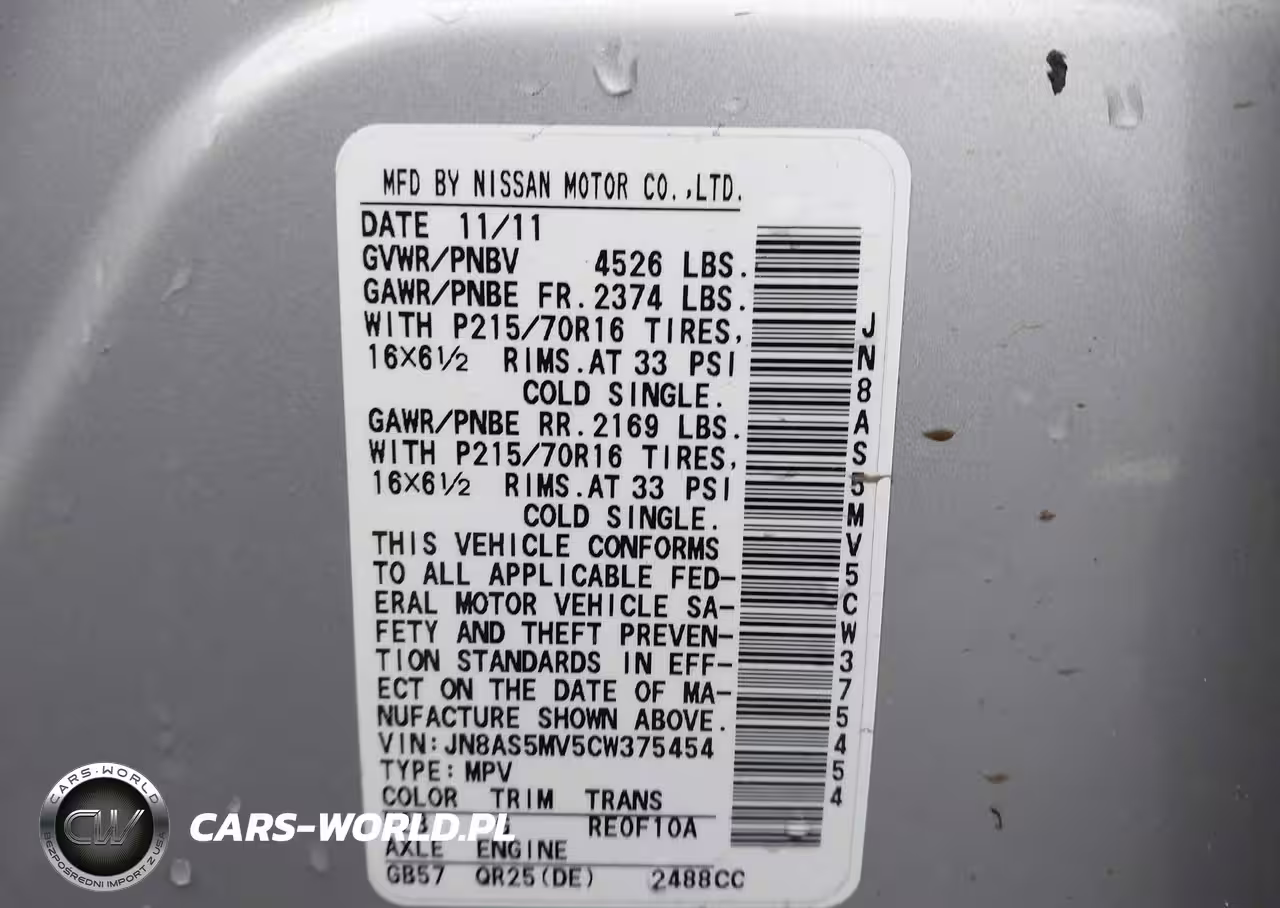 MFD BY NISSAN MOTOR CO.,LTD.
DATE 11/11
GVWR/PNBV 4526 LBS.
GAWR/PNBE FR.2374 LBS.
WITH P215/70R16 TIRES,
16×6½ RIMS.AT 33 PSI
COLD SINGLE.
GAWR/PNBE RR.2169 LBS.
WITH P215/70R16 TIRES,
16×6½ RIMS.AT 33 PSI
COLD SINGLE.
THIS VEHICLE CONFORMS
TO ALL APPLICABLE FED-
ERAL MOTOR VEHICLE SA-
FETY AND THEFT PREVEN-
TION STANDARDS IN EFF-
ECT ON THE DATE OF MA-
NUFACTURE SHOWN ABOVE.
VIN:JN8AS5MV5CW375454
TYPE:MPV
COLOR TRIM TRANS
RE0F10A
AXLE ENGINE
GB57 QR25(DE) 2488CC
JN8AS5MV5CW375454
CARS-WORLD
CW
BEZPOŚREDNI IMPORT Z USA
CARS-WORLD.PL